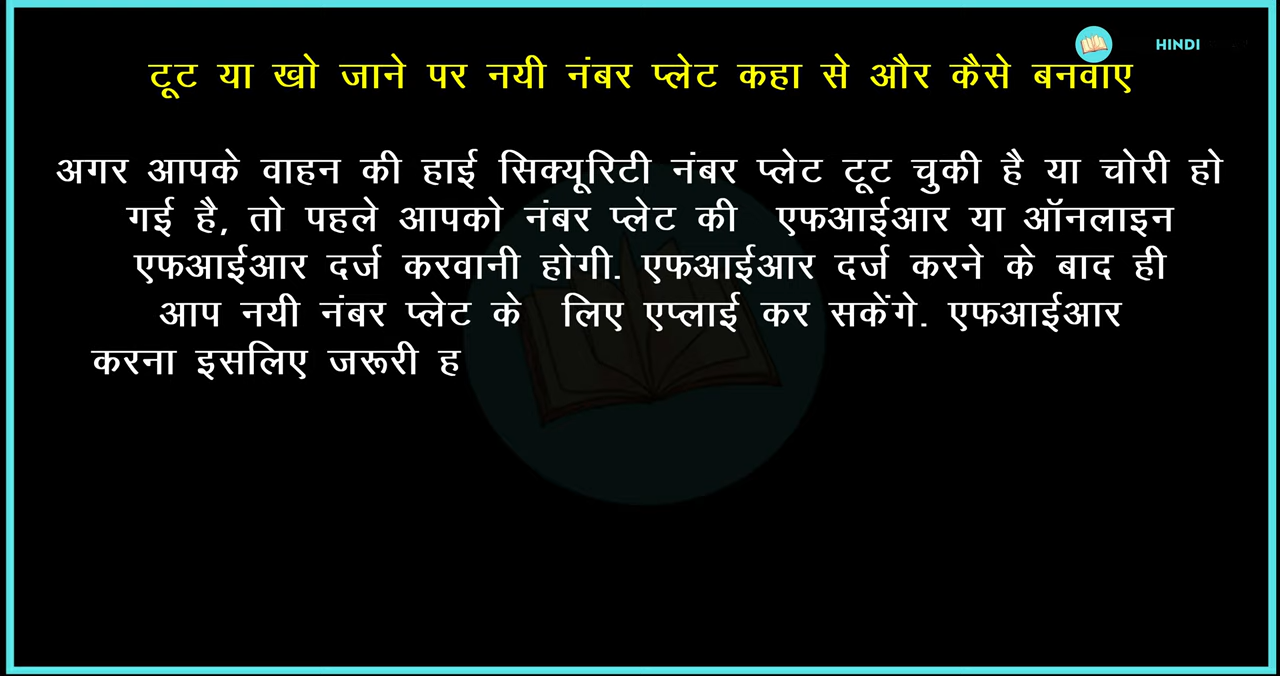 HINDI
टूट या खो जाने पर नयी नंबर प्लेट कहा से और कैसे बनवाए
अगर आपके वाहन की हाई सिक्यूरिटी नंबर प्लेट टूट चुकी है या चोरी हो
गई है, तो पहले आपको नंबर प्लेट की एफआईआर या ऑनलाइन
एफआईआर दर्ज करवानी होगी. एफआईआर दर्ज करने के बाद ही
आप नयी नंबर प्लेट के लिए एप्लाई कर सकेंगे. एफआईआर
करना इसलिए जरूरी ह